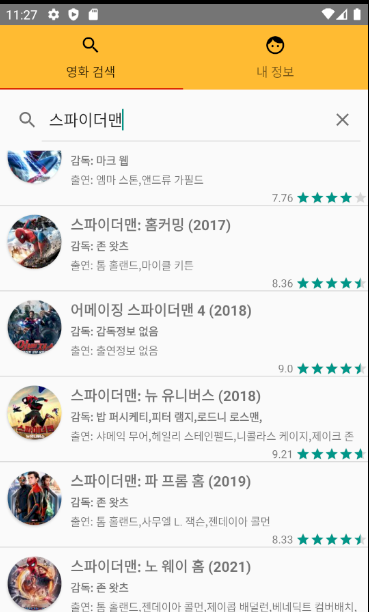 11:27
영화 검색
내 정보
스파이더맨
감독: 마크 웹
출연: 엠마 스톤,앤드류 가필드
7.76
스파이더맨: 홈커밍 (2017)
감독: 존 왓츠
출연: 톰 홀랜드,마이클 키튼
8.36
어메이징 스파이더맨 4 (2018)
감독: 감독정보 없음
출연: 출연정보 없음
9.0
스파이더맨: 뉴 유니버스 (2018)
감독: 밥 퍼시케티,피터 램지,로드니 로스맨,
출연: 샤메익 무어,헤일리 스테인펠드,니콜라스 케이지,제이크 존
9.21
스파이더맨: 파 프롬 홈 (2019)
감독: 존 왓츠
출연: 톰 홀랜드,사무엘 L. 잭슨,젠데이아 콜먼
8.33
스파이더맨: 노 웨이 홈 (2021)
감독: 존 왓츠
출연: 톰 홀랜드,젠데이아 콜먼,제이콥 배덜런,베네딕트 컴버배치,